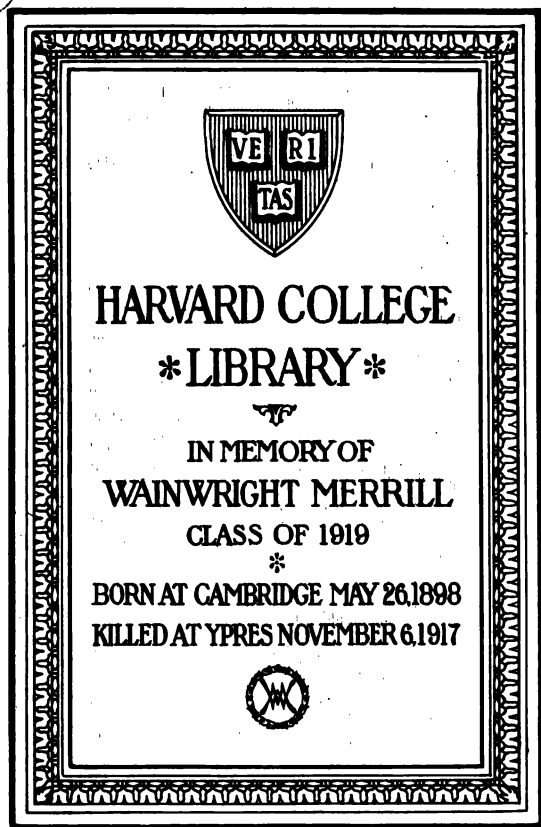 VE RI
TAS
HARVARD COLLEGE
*LIBRARY*
IN MEMORY OF
WAINWRIGHT MERRILL
CLASS OF 1919
*
BORN AT CAMBRIDGE MAY 26,1898
KILLED AT YPRES NOVEMBER 6,1917